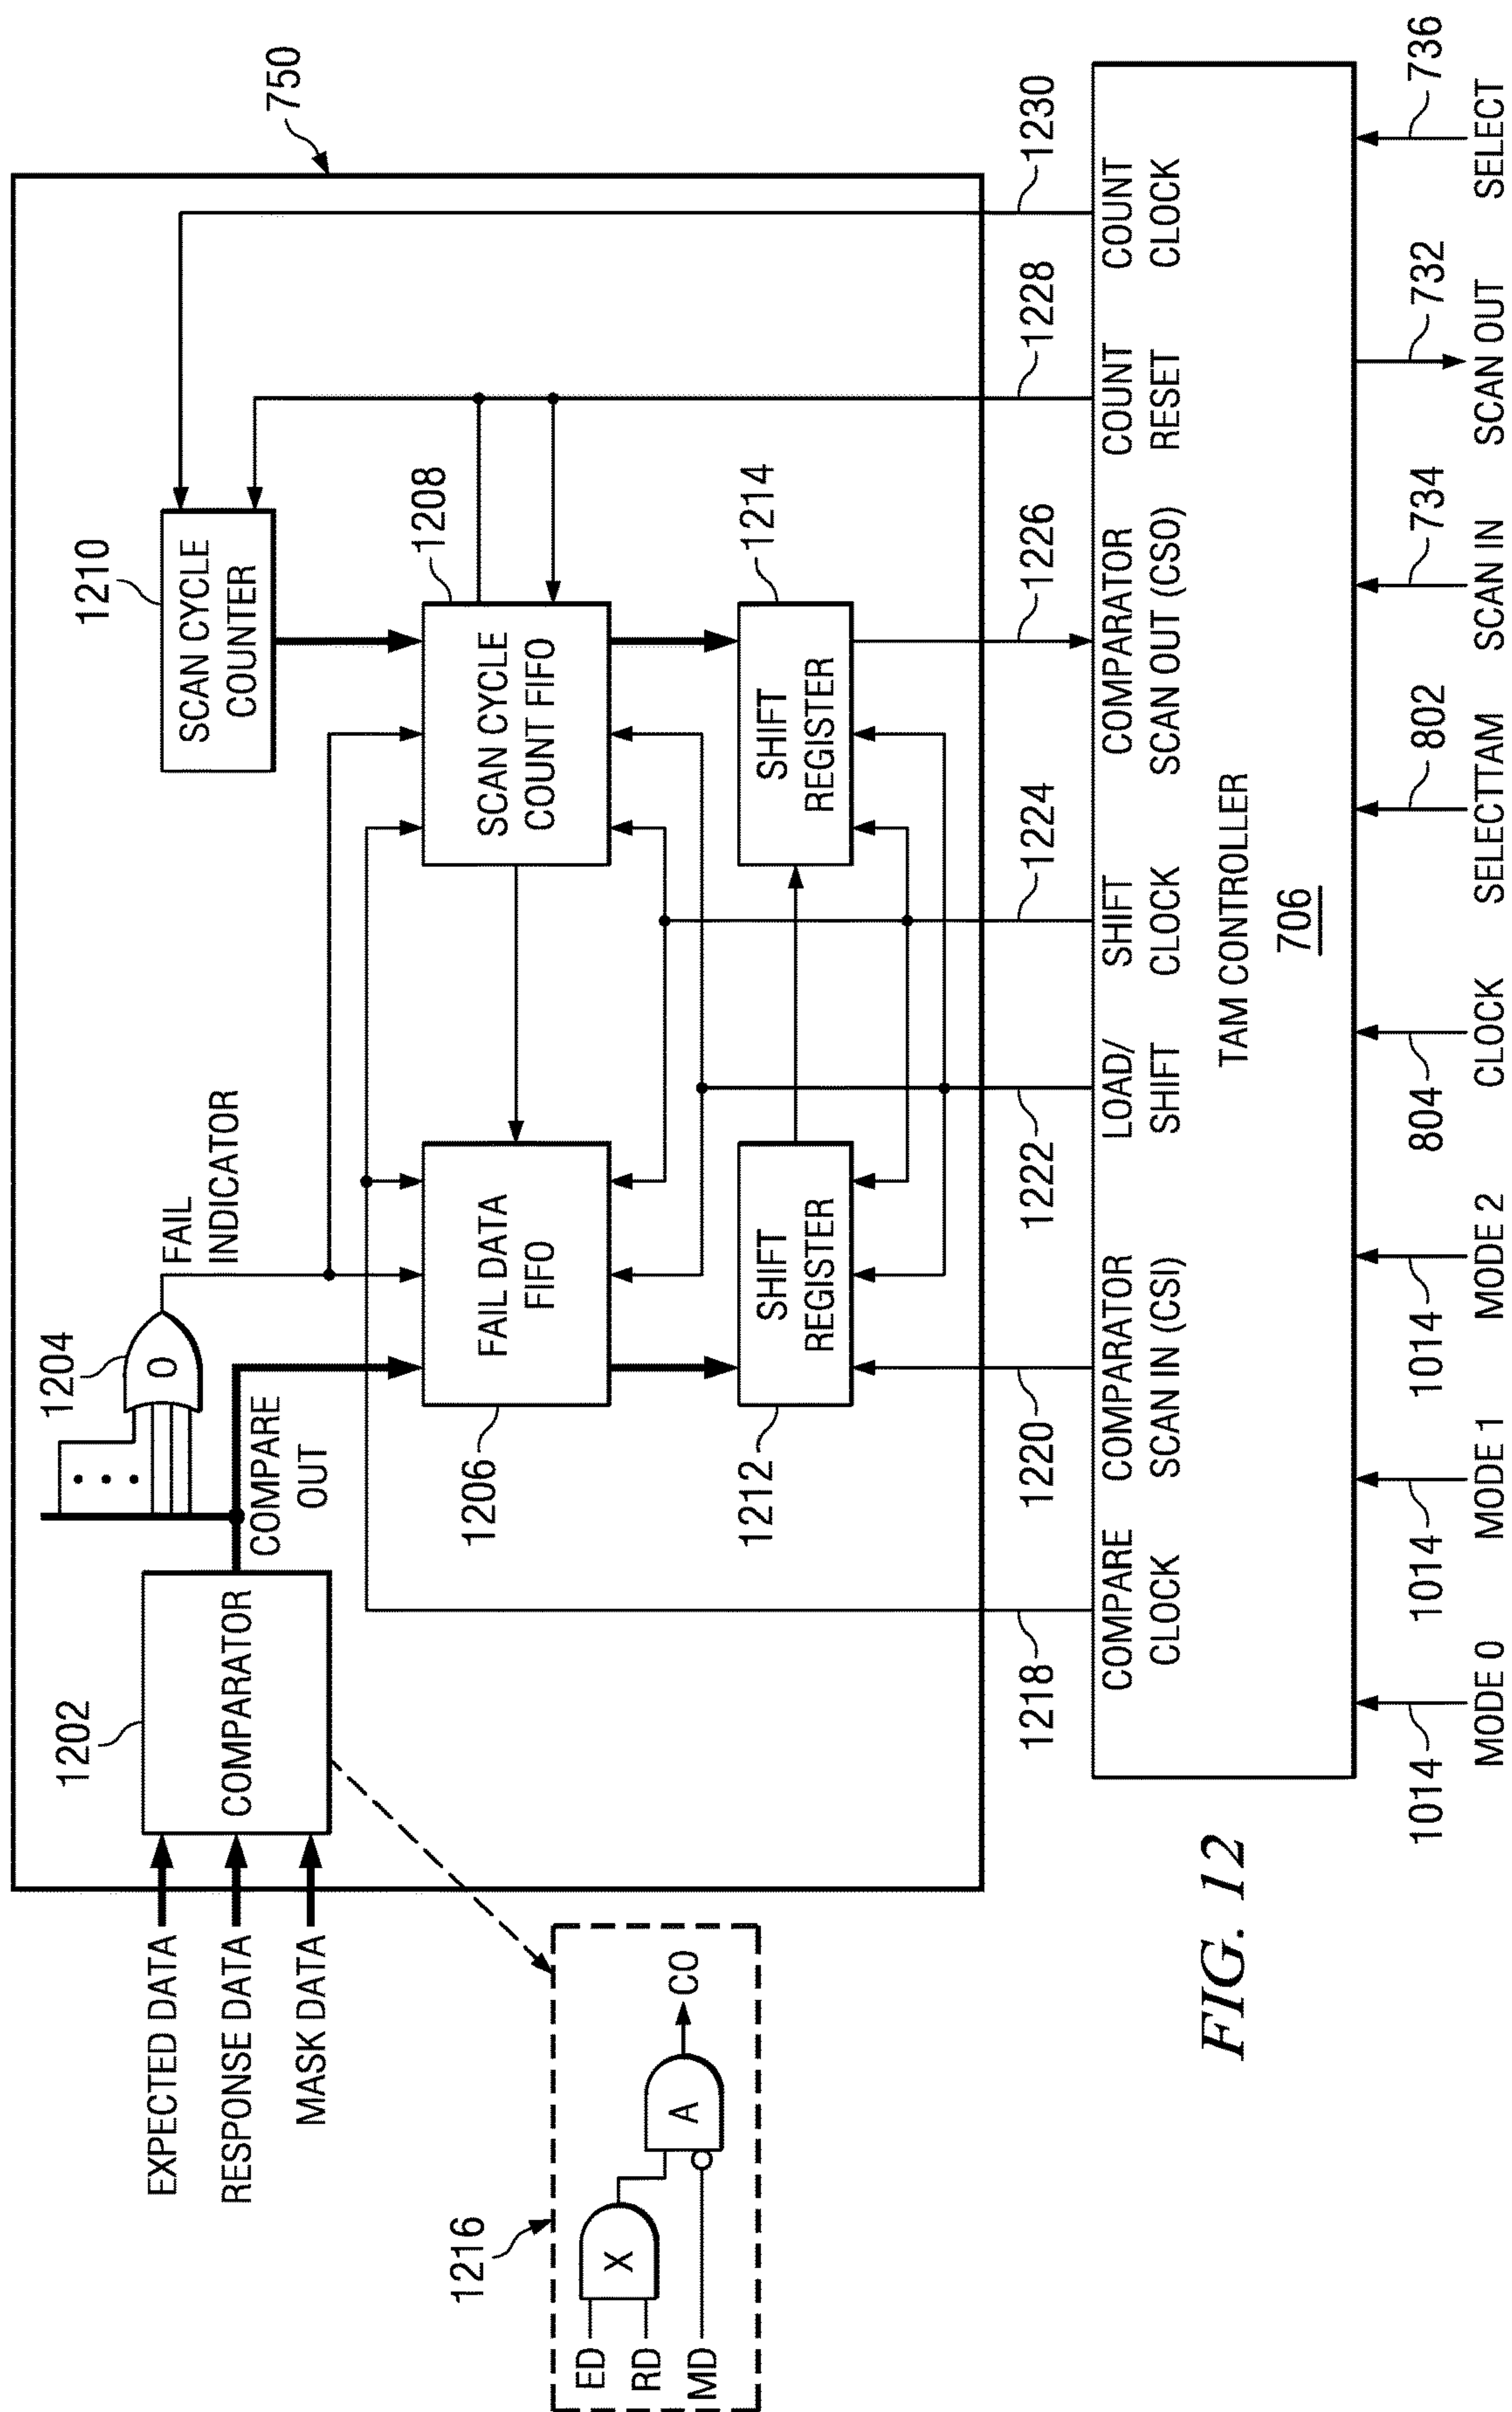 750
1202
1204
1210
EXPECTED DATA
RESPONSE DATA
MASK DATA
COMPARATOR
COMPARE
OUT
O
FAIL
INDICATOR
SCAN CYCLE
COUNTER
1206
FAIL DATA
FIFO
SCAN CYCLE
COUNT FIFO
1208
1212
SHIFT
REGISTER
SHIFT
REGISTER
1214
1216
ED
RD
MD
X
A
CO
1218
1220
1222
1224
1226
1228
1230
COMPARE
CLOCK
COMPARATOR
SCAN IN (CSI)
LOAD/
SHIFT
SHIFT
CLOCK
COMPARATOR
SCAN OUT (CSO)
COUNT
RESET
COUNT
CLOCK
TAM CONTROLLER
706
1014
1014
1014
804
802
734
732
736
MODE 0
MODE 1
MODE 2
CLOCK
SELECTTAM
SCAN IN
SCAN OUT
SELECT
FIG. 12